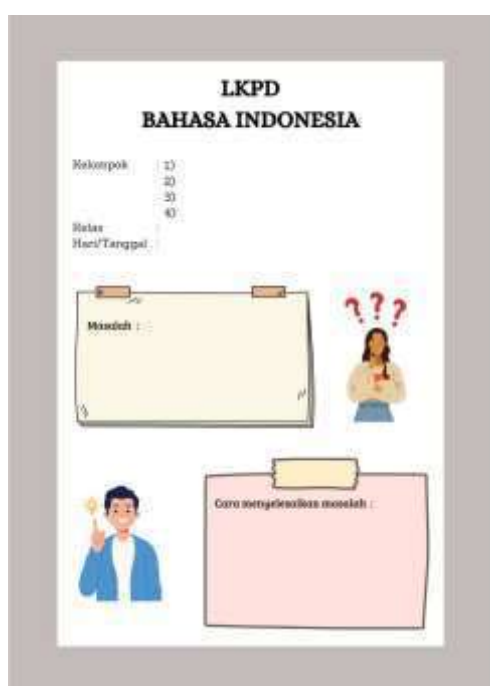 LKPD
BAHASA INDONESIA
Kelompok : 1)
2)
3)
4)
Kelas :
Hari/Tanggal :
Masalah :
???
Cara menyelesaikan masalah :